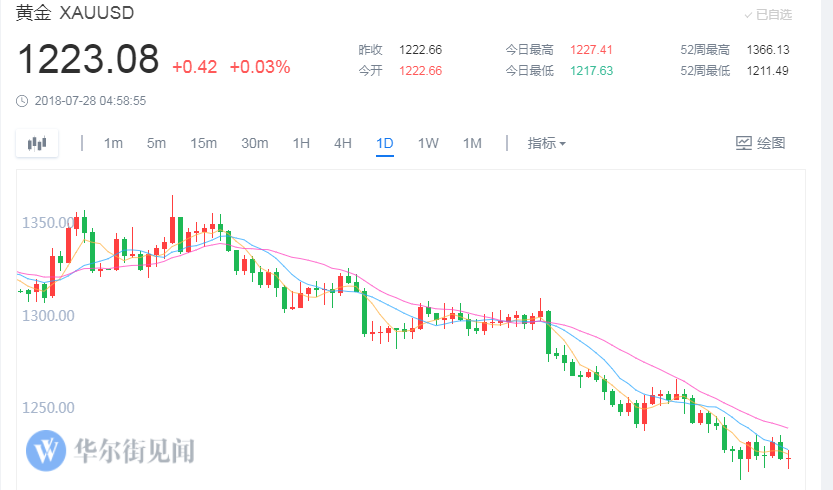 黄金 XAUUSD
已自选
1223.08 +0.42 +0.03%
昨收 1222.66 今日最高 1227.41 52周最高 1366.13
今开 1222.66 今日最低 1217.63 52周最低 1211.49
2018-07-28 04:58:55
1m 5m 15m 30m 1H 4H 1D 1W 1M 指标 绘图
1350.00
1300.00
1250.00
W 华尔街见闻